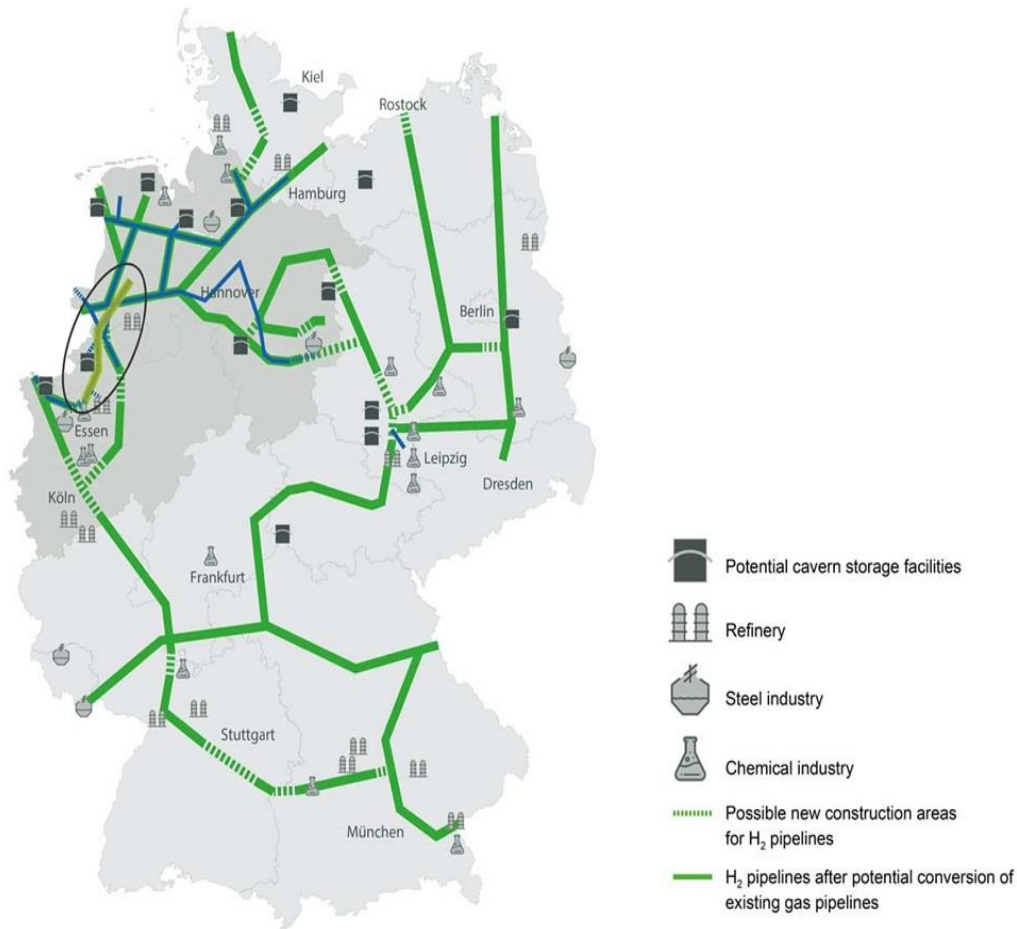 Kiel
Rostock
Hamburg
Hannover
Berlin
Essen
Leipzig
Dresden
Köln
Frankfurt
Stuttgart
München
Potential cavern storage facilities
Refinery
Steel industry
Chemical industry
Possible new construction areas
for H₂ pipelines
H₂ pipelines after potential conversion of
existing gas pipelines